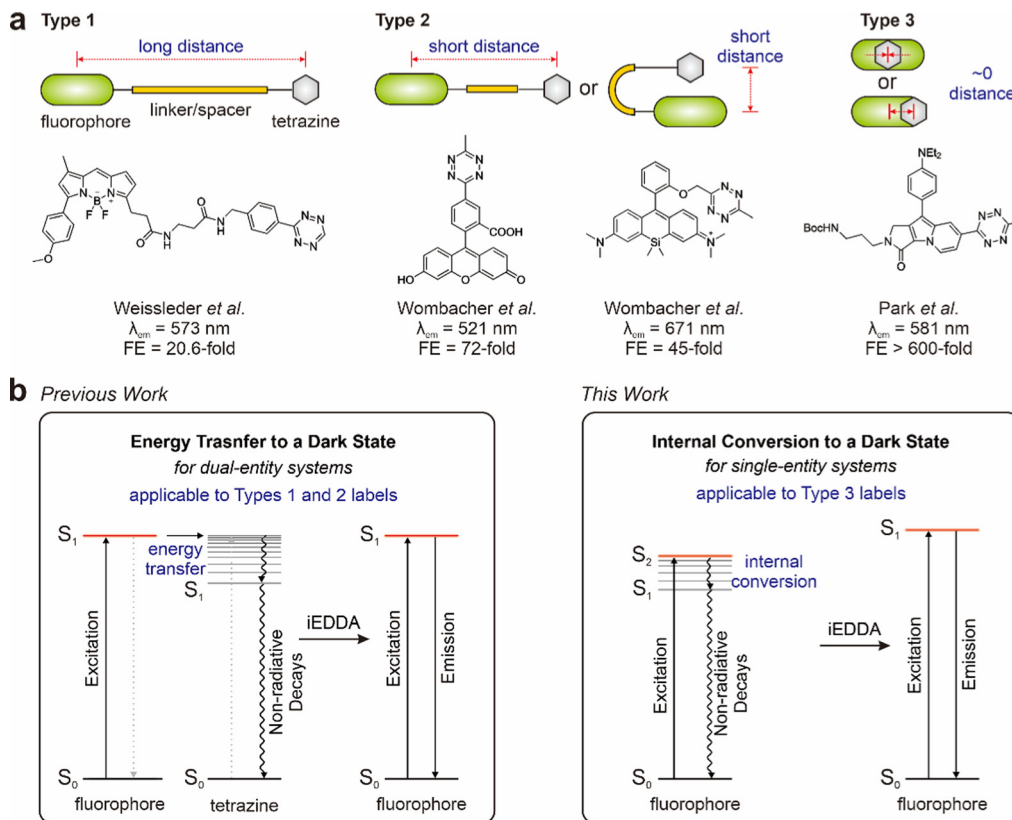 a
Type 1
Type 2
Type 3
long distance
short distance
short
distance
or
or
~0
distance
fluorophore
linker/spacer
tetrazine
N
N
B
F
F
O
O
N
H
O
H
N
N
N
N
N
N
N
N
N
COOH
HO
O
O
O
N
N
N
N
N
Si
N
NEt2
BocHN
N
O
N
N
N
N
N
Weissleder et al.
λem = 573 nm
FE = 20.6-fold
Wombacher et al.
λem = 521 nm
FE = 72-fold
Wombacher et al.
λem = 671 nm
FE = 45-fold
Park et al.
λem = 581 nm
FE > 600-fold
b
Previous Work
Energy Trasnfer to a Dark State
for dual-entity systems
applicable to Types 1 and 2 labels
S1
energy
transfer
S1
Excitation
Non-radiative
Decays
iEDDA
S1
Excitation
Emission
S0
S0
fluorophore
tetrazine
fluorophore
This Work
Internal Conversion to a Dark State
for single-entity systems
applicable to Type 3 labels
S2
S1
internal
conversion
Excitation
Non-radiative
Decays
iEDDA
S1
Excitation
Emission
S0
S0
fluorophore
fluorophore